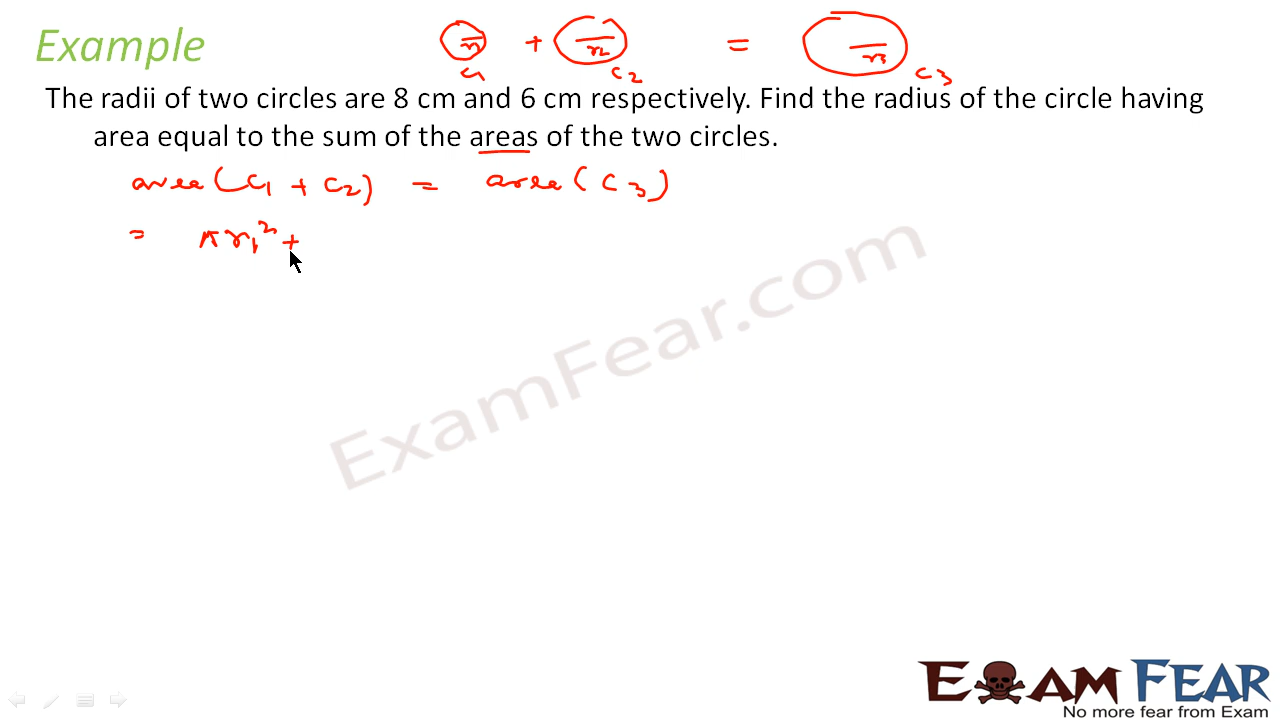 Example
r1 + r2 = r3
C1 C2 C3
The radii of two circles are 8 cm and 6 cm respectively. Find the radius of the circle having
area equal to the sum of the areas of the two circles.
area(C1 + C2) = area(C3)
= πr1² +
ExamFear.com
EXAM FEAR
No more fear from Exam